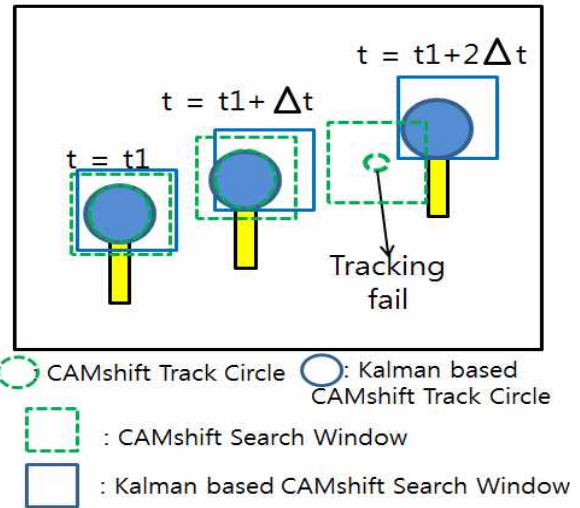 t = t1+2Δt
t = t1+ Δt
t = t1
Tracking
fail
CAMshift Track Circle
: Kalman based
CAMshift Track Circle
: CAMshift Search Window
: Kalman based CAMshift Search Window